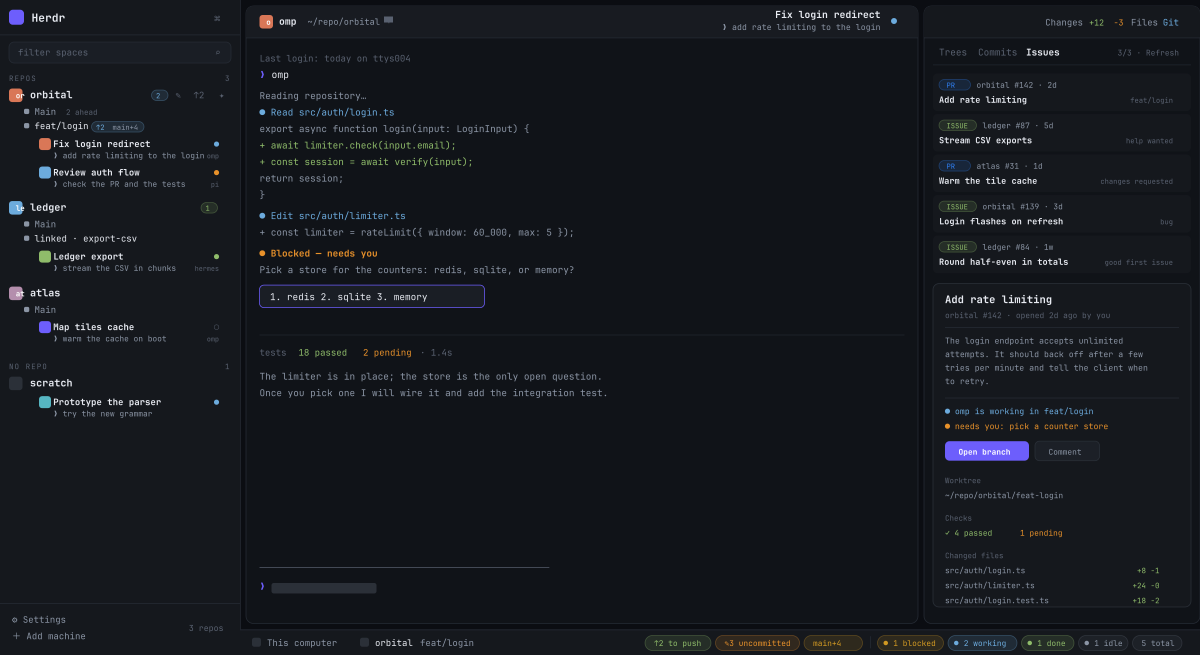 Herdr ⌘
filter spaces
REPOS 3
or orbital 2 ✎ ↑2 +
Main 2 ahead
feat/login ↑2 main+4
Fix login redirect
❯ add rate limiting to the login omp
Review auth flow
❯ check the PR and the tests pi
le ledger 1
Main
linked · export-csv
Ledger export
❯ stream the CSV in chunks hermes
at atlas
Main
Map tiles cache
❯ warm the cache on boot omp
NO REPO 1
scratch
Prototype the parser
❯ try the new grammar
⚙ Settings
+ Add machine
3 repos
o omp ~/repo/orbital
Fix login redirect
❯ add rate limiting to the login
Last login: today on ttys004
❯ omp
Reading repository…
● Read src/auth/login.ts
export async function login(input: LoginInput) {
+ await limiter.check(input.email);
+ const session = await verify(input);
return session;
}
● Edit src/auth/limiter.ts
+ const limiter = rateLimit({ window: 60_000, max: 5 });
● Blocked — needs you
Pick a store for the counters: redis, sqlite, or memory?
1. redis 2. sqlite 3. memory
tests 18 passed 2 pending · 1.4s
The limiter is in place; the store is the only open question.
Once you pick one I will wire it and add the integration test.
❯
Changes +12 -3 Files Git
Trees Commits Issues 3/3 · Refresh
PR orbital #142 · 2d
Add rate limiting feat/login
ISSUE ledger #87 · 5d
Stream CSV exports help wanted
PR atlas #31 · 1d
Warm the tile cache changes requested
ISSUE orbital #139 · 3d
Login flashes on refresh bug
ISSUE ledger #84 · 1w
Round half-even in totals good first issue
Add rate limiting
orbital #142 · opened 2d ago by you
The login endpoint accepts unlimited
attempts. It should back off after a few
tries per minute and tell the client when
to retry.
● omp is working in feat/login
● needs you: pick a counter store
Open branch Comment
Worktree
~/repo/orbital/feat-login
Checks
✓ 4 passed 1 pending
Changed files
src/auth/login.ts +8 -1
src/auth/limiter.ts +24 -0
src/auth/login.test.ts +18 -2
This computer orbital feat/login ↑2 to push ✎3 uncommitted main+4 ● 1 blocked ● 2 working ● 1 done ● 1 idle 5 total